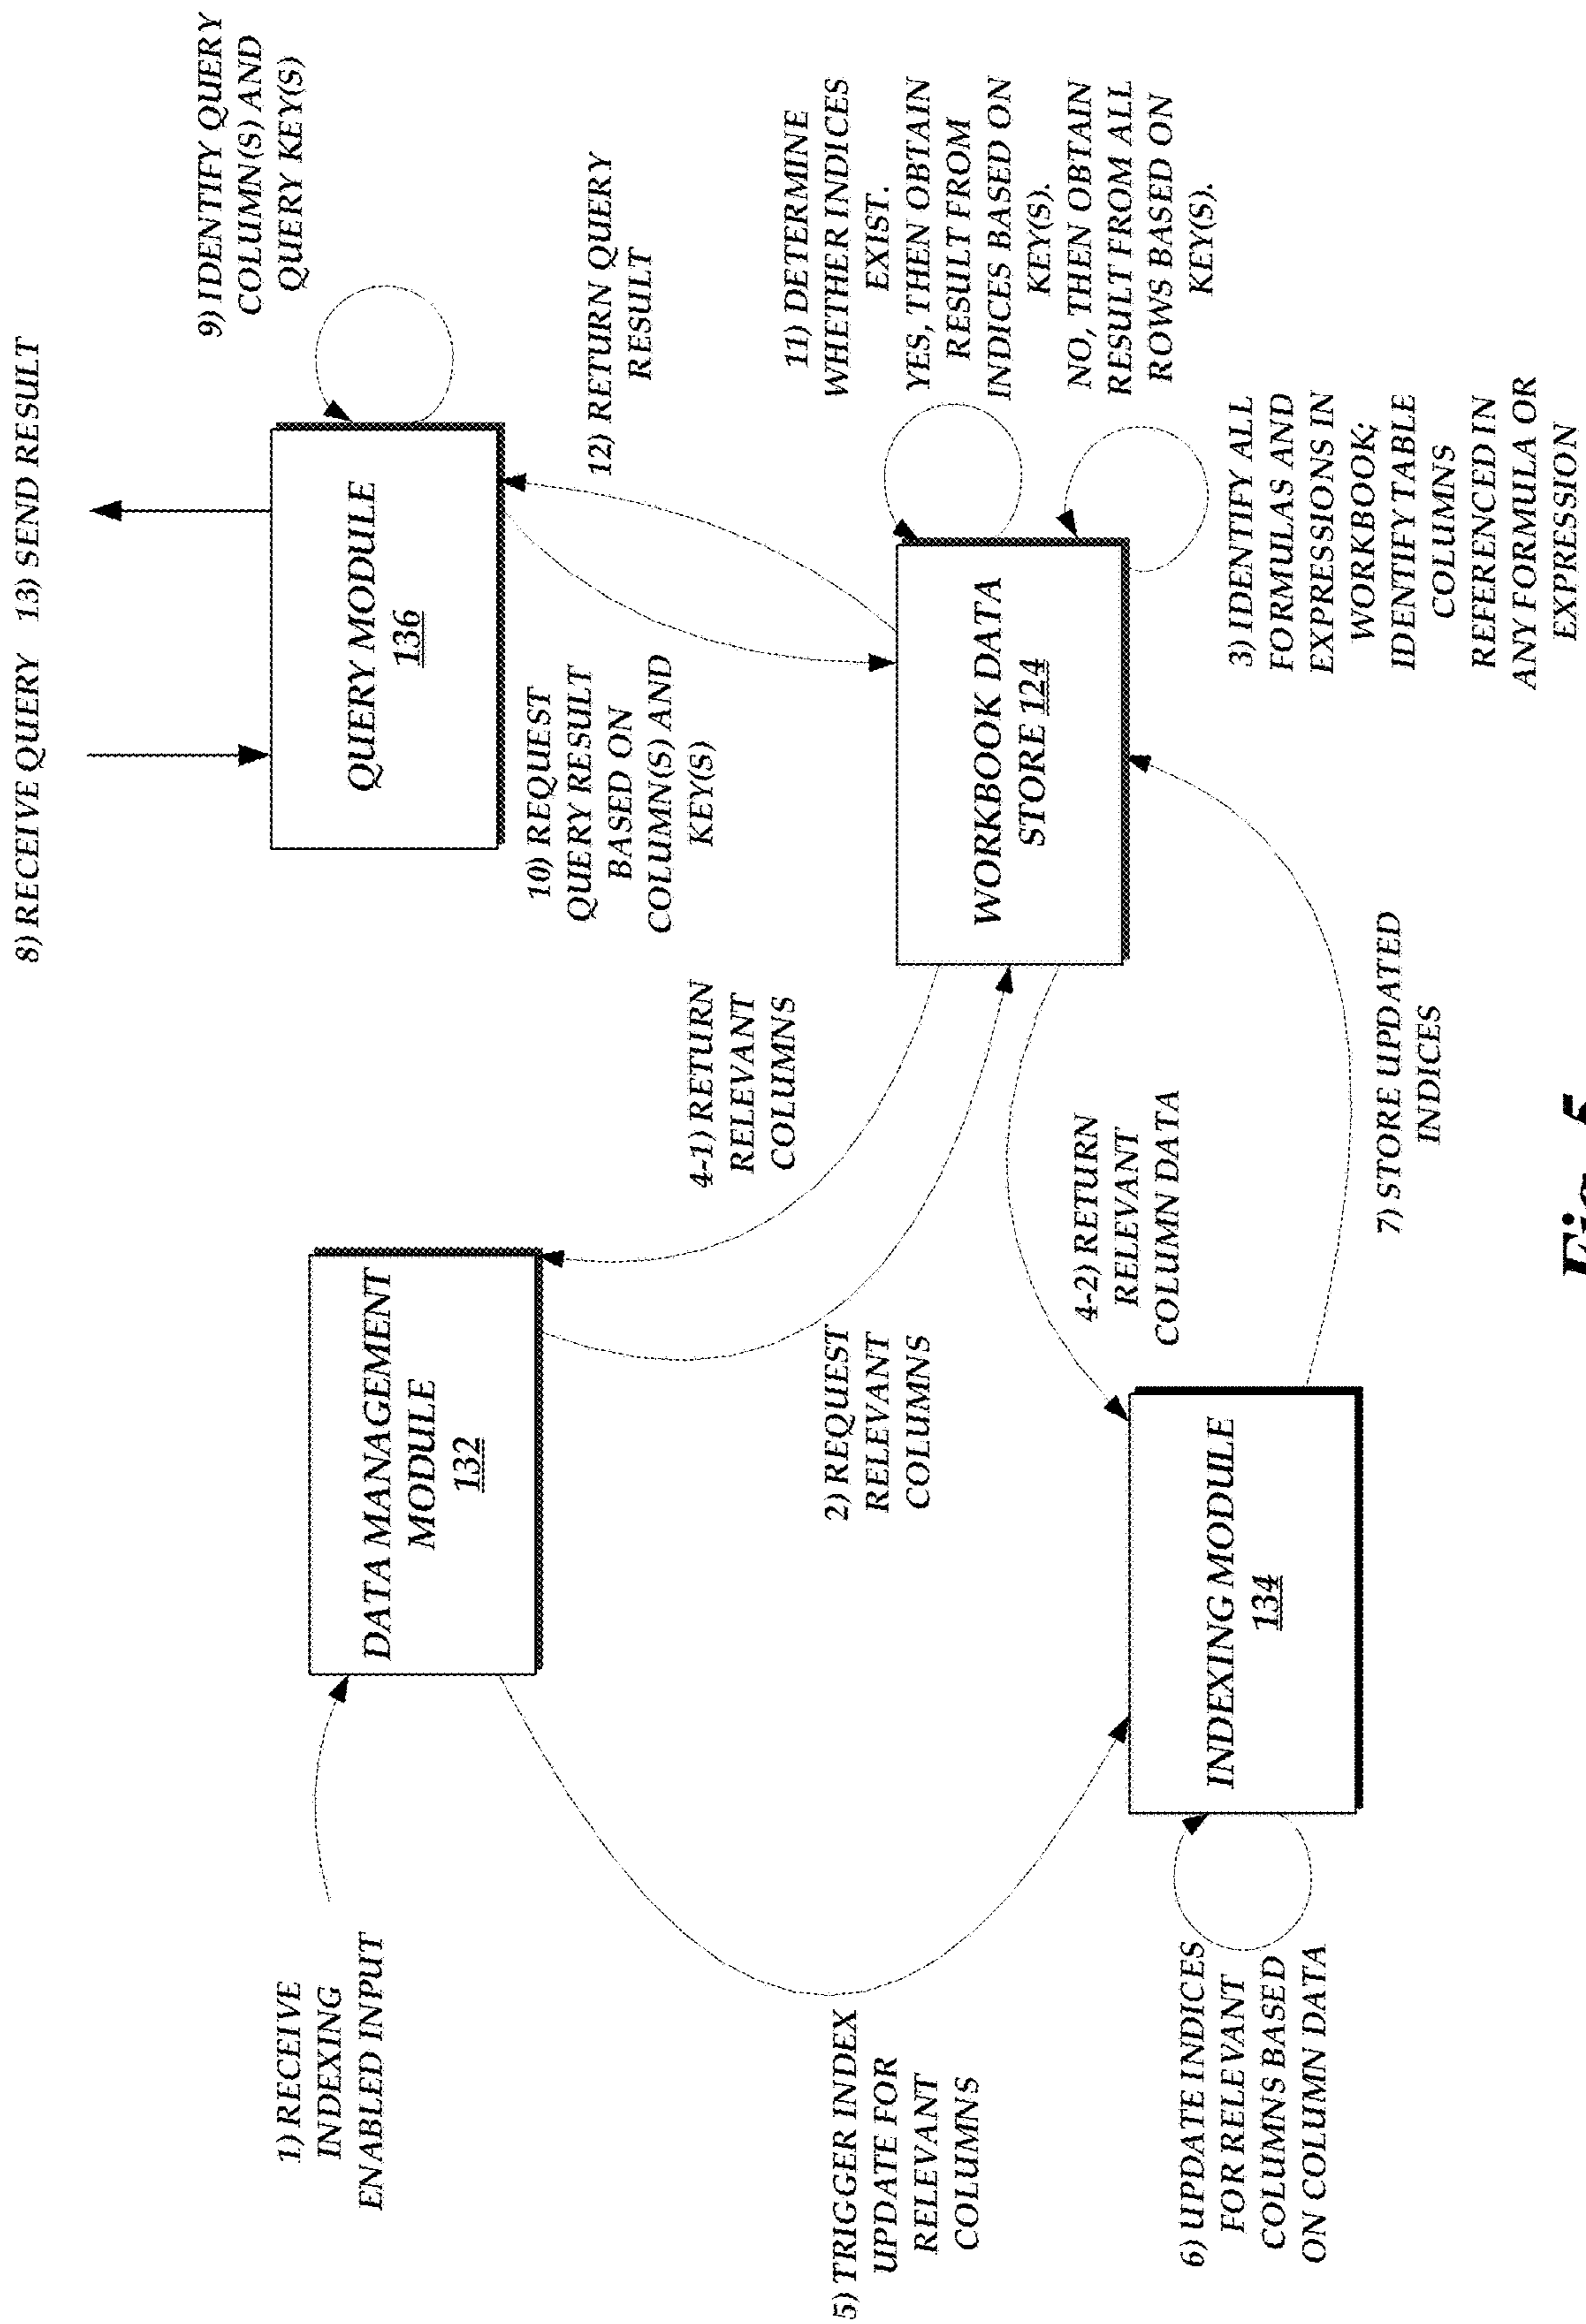 8) RECEIVE QUERY 13) SEND RESULT
9) IDENTIFY QUERY
COLUMN(S) AND
QUERY KEY(S)
QUERY MODULE
136
12) RETURN QUERY
RESULT
10) REQUEST
QUERY RESULT
BASED ON
COLUMN(S) AND
KEY(S)
11) DETERMINE
WHETHER INDICES
EXIST.
YES, THEN OBTAIN
RESULT FROM
INDICES BASED ON
KEY(S).
NO, THEN OBTAIN
RESULT FROM ALL
ROWS BASED ON
KEY(S).
WORKBOOK DATA
STORE 124
3) IDENTIFY ALL
FORMULAS AND
EXPRESSIONS IN
WORKBOOK;
IDENTIFY TABLE
COLUMNS
REFERENCED IN
ANY FORMULA OR
EXPRESSION
1) RECEIVE
INDEXING
ENABLED INPUT
DATA MANAGEMENT
MODULE
132
4-1) RETURN
RELEVANT
COLUMNS
2) REQUEST
RELEVANT
COLUMNS
4-2) RETURN
RELEVANT
COLUMN DATA
5) TRIGGER INDEX
UPDATE FOR
RELEVANT
COLUMNS
INDEXING MODULE
134
7) STORE UPDATED
INDICES
6) UPDATE INDICES
FOR RELEVANT
COLUMNS BASED
ON COLUMN DATA
Fig. 5